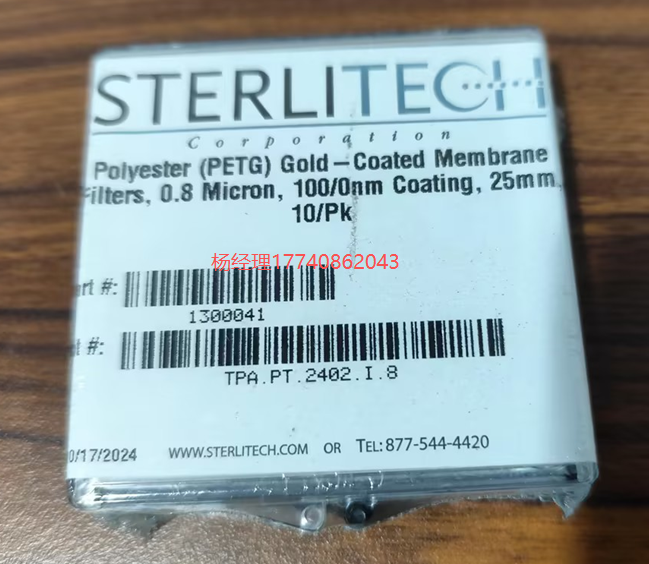 STERLITECH
Corporation
Polyester (PETG) Gold-Coated Membrane
Filters, 0.8 Micron, 100/0nm Coating, 25mm,
10/Pk
杨经理17740862043
#:
1300041
#:
TPA.PT.2402.I.8
0/17/2024 WWW.STERLITECH.COM OR TEL:877-544-4420